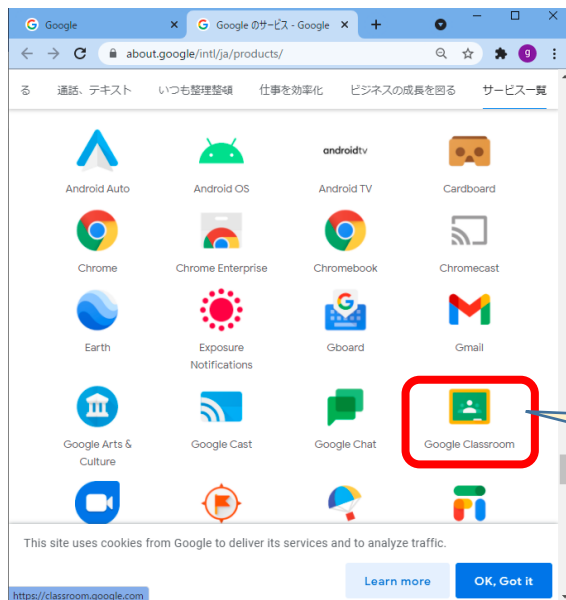 Google
Google のサービス - Google
about.google/intl/ja/products/
g
る 通話、テキスト いつも整理整頓 仕事を効率化 ビジネスの成長を図る サービス一覧
androidtv
Android Auto Android OS Android TV Cardboard
Chrome Chrome Enterprise Chromebook Chromecast
Earth Exposure Gboard Gmail
Notifications
Google Arts & Google Cast Google Chat Google Classroom
Culture
This site uses cookies from Google to deliver its services and to analyze traffic.
Learn more OK, Got it
https://classroom.google.com